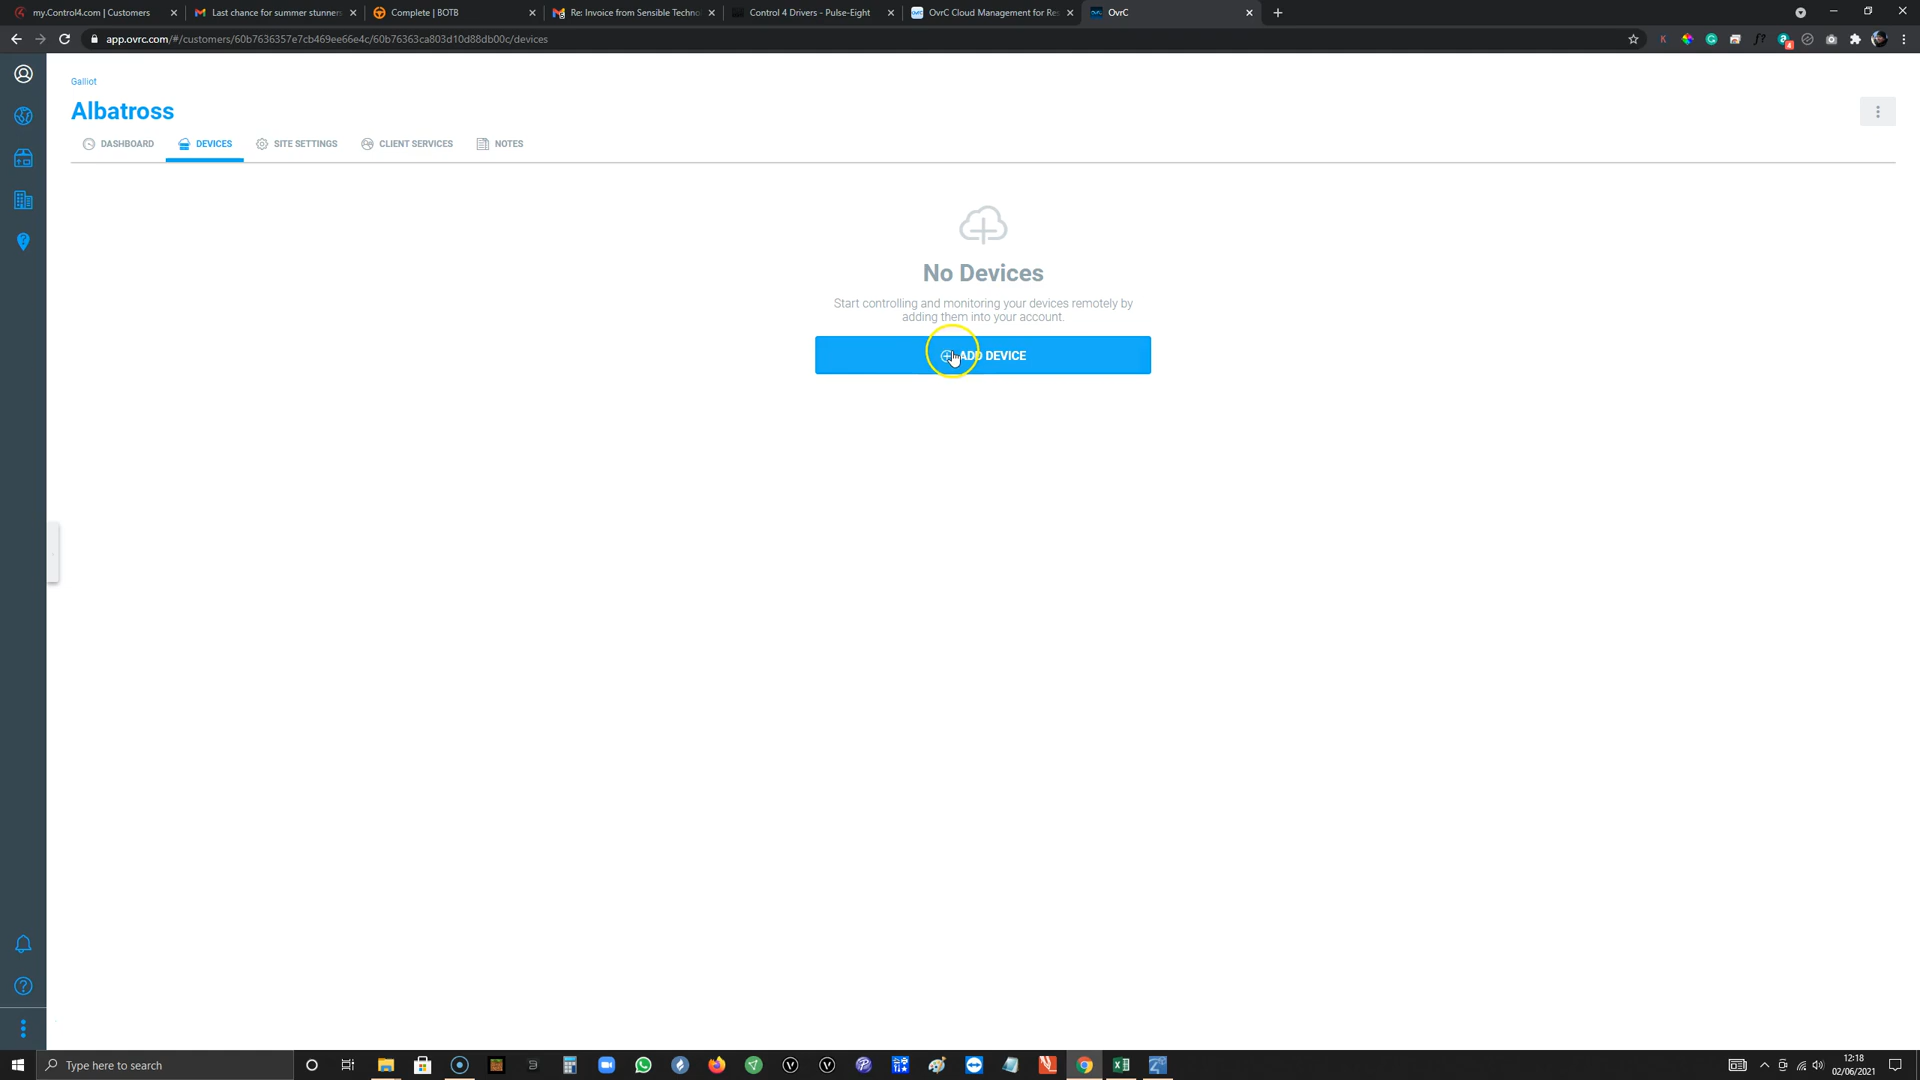 my.Control4.com | Customers
Last chance for summer stunners
Complete | BOTB
Re: Invoice from Sensible Techno
Control 4 Drivers - Pulse-Eight
OvrC Cloud Management for Res
OvrC
app.ovrc.com/#/customers/60b7636357e7cb469ee66e4c/60b76363ca803d10d88db00c/devices
Galliot
Albatross
DASHBOARD
DEVICES
SITE SETTINGS
CLIENT SERVICES
NOTES
No Devices
Start controlling and monitoring your devices remotely by
adding them into your account.
ADD DEVICE
Type here to search
12:18
02/06/2021